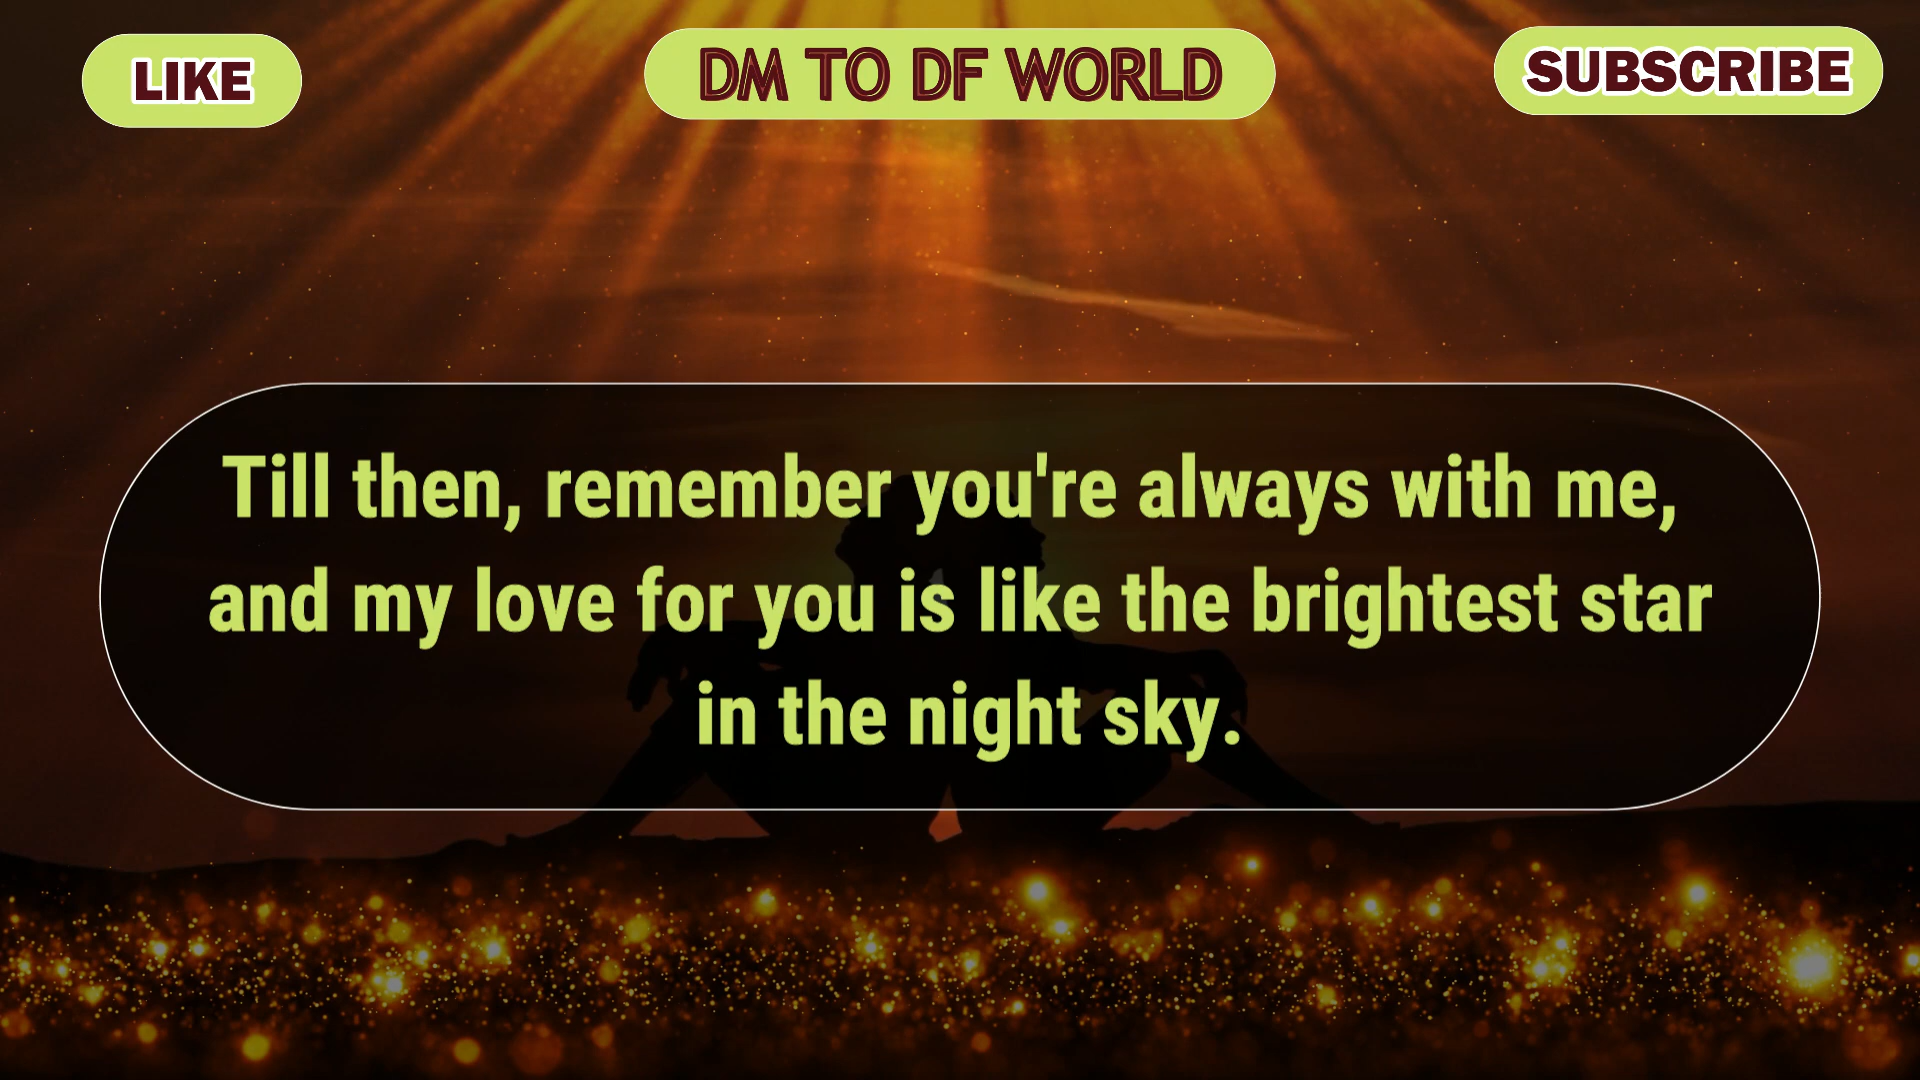 LIKE
DM TO DF WORLD
SUBSCRIBE
Till then, remember you're always with me,
and my love for you is like the brightest star
in the night sky.